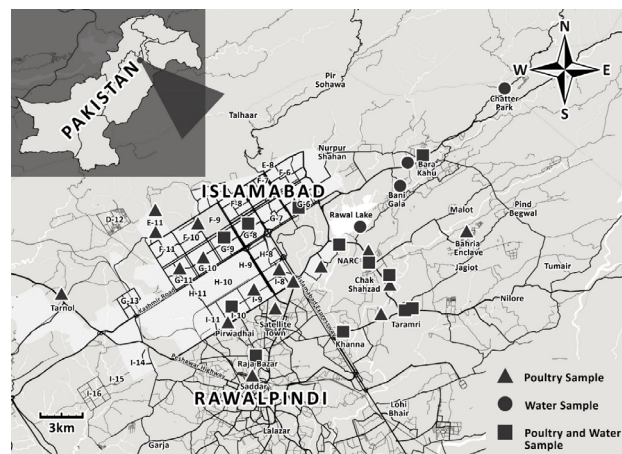 PAKISTAN
N
W E
S
Pir
Sohawa
Chatter
Park
Talhaar
Nurpur
Shahan
Bara
Kahu
E-8
F-7 F-6
ISLAMABAD
F-8
G-6
Bani
Gala
D-12
E-11
F-9
G-7
Rawal Lake
Malot
Pind
Begwal
F-10
G-8
F-11
G-9
Bahria
Enclave
H-8
NARC
G-10
H-9
G-11
Jagiot
Tumair
H-10
I-8
Chak
Shahzad
G-13
Kashmir Road
H-11
I-9
Islamabad Expressway
Tarnol
Nilore
I-10
I-11
Satellite
Town
Taramri
Pirwadhai
Khanna
I-14
Peshawar Highway
Raja Bazar
I-15
Poultry Sample
Saddar
I-16
RAWALPINDI
Water Sample
Lohi
Bhair
3km
Lalazar
Poultry and Water
Sample
Garja